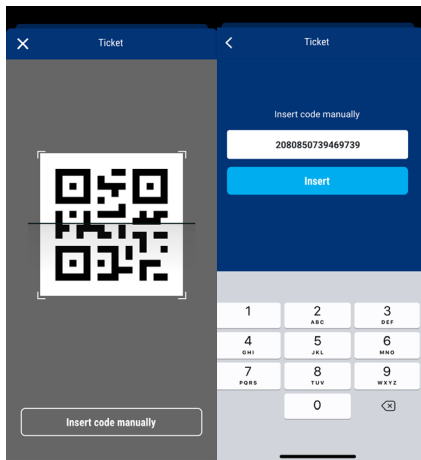 Ticket
Insert code manually
Ticket
Insert code manually
2080850739469739
Insert
1
2
ABC
3
DEF
4
GHI
5
JKL
6
MNO
7
PQRS
8
TUV
9
WXYZ
0